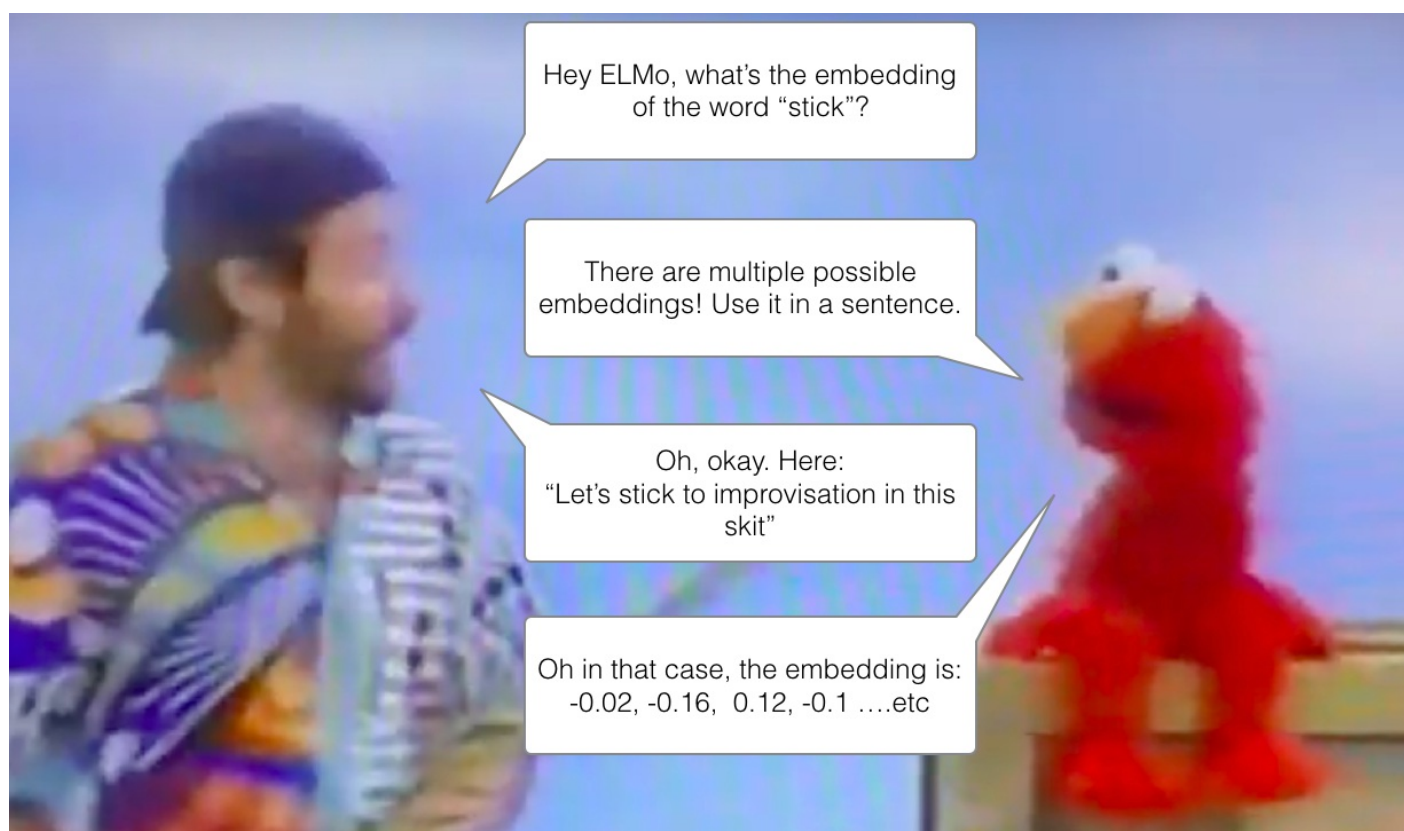 Hey ELMo, what's the embedding
of the word “stick”?
There are multiple possible
embeddings! Use it in a sentence.
Oh, okay. Here:
“Let's stick to improvisation in this
skit”
Oh in that case, the embedding is:
-0.02, -0.16,  0.12, -0.1 ….etc